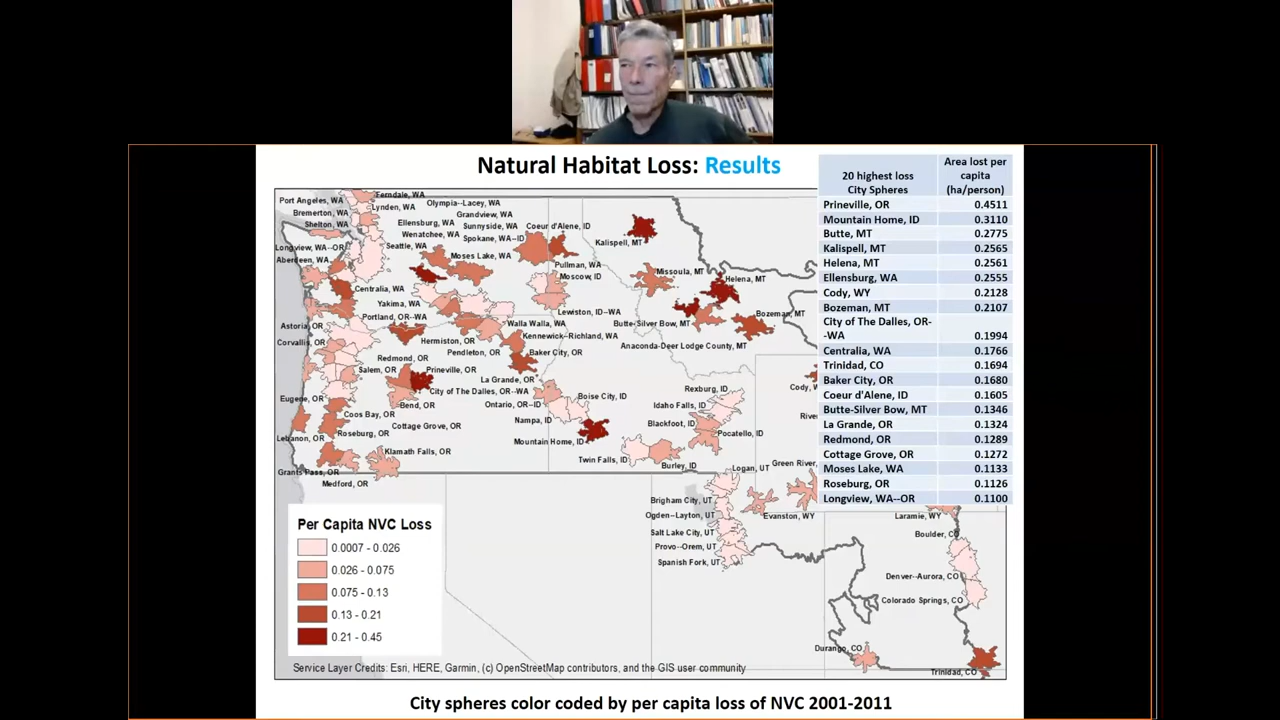 Natural Habitat Loss: Results
20 highest loss
City Spheres
Area lost per
capita
(ha/person)
Prineville, OR 0.4511
Mountain Home, ID 0.3110
Butte, MT 0.2775
Kalispell, MT 0.2565
Helena, MT 0.2561
Ellensburg, WA 0.2555
Cody, WY 0.2128
Bozeman, MT 0.2107
City of The Dalles, OR-
-WA 0.1994
Centralia, WA 0.1766
Trinidad, CO 0.1694
Baker City, OR 0.1680
Coeur d'Alene, ID 0.1605
Butte-Silver Bow, MT 0.1346
La Grande, OR 0.1324
Redmond, OR 0.1289
Cottage Grove, OR 0.1272
Moses Lake, WA 0.1133
Roseburg, OR 0.1126
Longview, WA--OR 0.1100
Ferndale, WA
Port Angeles, WA
Lynden, WA
Olympia--Lacey, WA
Bremerton, WA
Grandview, WA
Shelton, WA
Ellensburg, WA
Sunnyside, WA
Coeur d'Alene, ID
Wenatchee, WA
Spokane, WA--ID
Kalispell, MT
Longview, WA--OR
Seattle, WA
Aberdeen, WA
Moses Lake, WA
Pullman, WA
Missoula, MT
Moscow, ID
Helena, MT
Centralia, WA
Yakima, WA
Lewiston, ID--WA
Portland, OR--WA
Bozeman, MT
Astoria, OR
Walla Walla, WA
Butte-Silver Bow, MT
Kennewick--Richland, WA
Corvallis, OR
Hermiston, OR
Anaconda-Deer Lodge County, MT
Pendleton, OR
Baker City, OR
Redmond, OR
Salem, OR
Prineville, OR
La Grande, OR
Cody, W
Rexburg, ID
City of The Dalles, OR--WA
Eugene, OR
Boise City, ID
Bend, OR
Ontario, OR--ID
Idaho Falls, ID
Coos Bay, OR
River
Nampa, ID
Blackfoot, ID
Cottage Grove, OR
Lebanon, OR
Roseburg, OR
Pocatello, ID
Mountain Home, ID
Klamath Falls, OR
Twin Falls, ID
Burley, ID
Green River,
Grants Pass, OR
Logan, UT
Medford, OR
Brigham City, UT
Ogden--Layton, UT
Evanston, WY
Laramie, WY
Salt Lake City, UT
Boulder, CO
Provo--Orem, UT
Spanish Fork, UT
Denver--Aurora, CO
Colorado Springs, CO
Durango, CO
Trinidad, CO
Per Capita NVC Loss
0.0007 - 0.026
0.026 - 0.075
0.075 - 0.13
0.13 - 0.21
0.21 - 0.45
Service Layer Credits: Esri, HERE, Garmin, (c) OpenStreetMap contributors, and the GIS user community
City spheres color coded by per capita loss of NVC 2001-2011